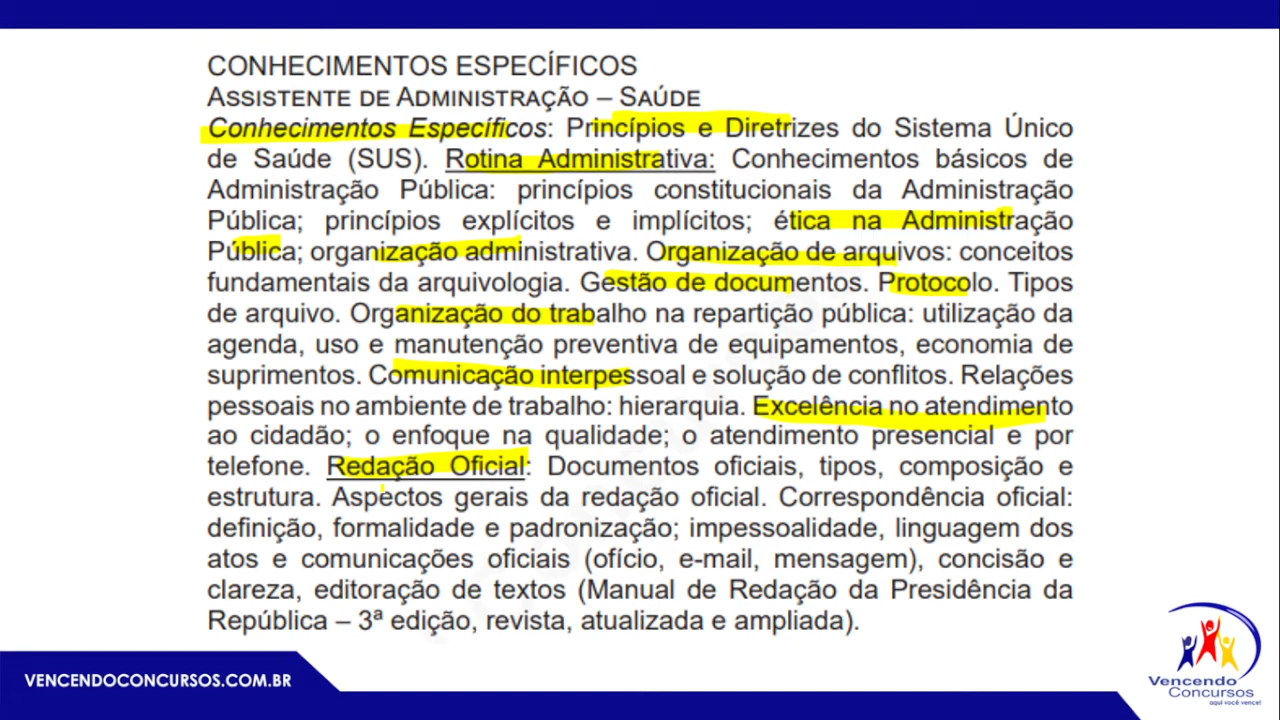 CONHECIMENTOS ESPECÍFICOS
ASSISTENTE DE ADMINISTRAÇÃO – SAÚDE
Conhecimentos Específicos: Princípios e Diretrizes do Sistema Único
de Saúde (SUS). Rotina Administrativa: Conhecimentos básicos de
Administração Pública: princípios constitucionais da Administração
Pública; princípios explícitos e implícitos; ética na Administração
Pública; organização administrativa. Organização de arquivos: conceitos
fundamentais da arquivologia. Gestão de documentos. Protocolo. Tipos
de arquivo. Organização do trabalho na repartição pública: utilização da
agenda, uso e manutenção preventiva de equipamentos, economia de
suprimentos. Comunicação interpessoal e solução de conflitos. Relações
pessoais no ambiente de trabalho: hierarquia. Excelência no atendimento
ao cidadão; o enfoque na qualidade; o atendimento presencial e por
telefone. Redação Oficial: Documentos oficiais, tipos, composição e
estrutura. Aspectos gerais da redação oficial. Correspondência oficial:
definição, formalidade e padronização; impessoalidade, linguagem dos
atos e comunicações oficiais (ofício, e-mail, mensagem), concisão e
clareza, editoração de textos (Manual de Redação da Presidência da
República – 3ª edição, revista, atualizada e ampliada).
VENCENDOCONCURSOS.COM.BR
Vencendo
Concursos
aqui você vence!